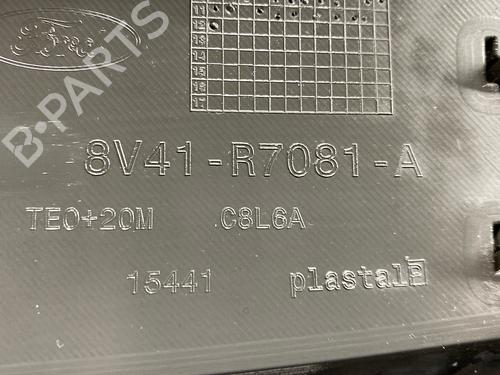 11
12
13
14
15
16
17
Ford
B-PARTS
8V41-R7081-A
TEO+20M C8L6A
15441 plastal P